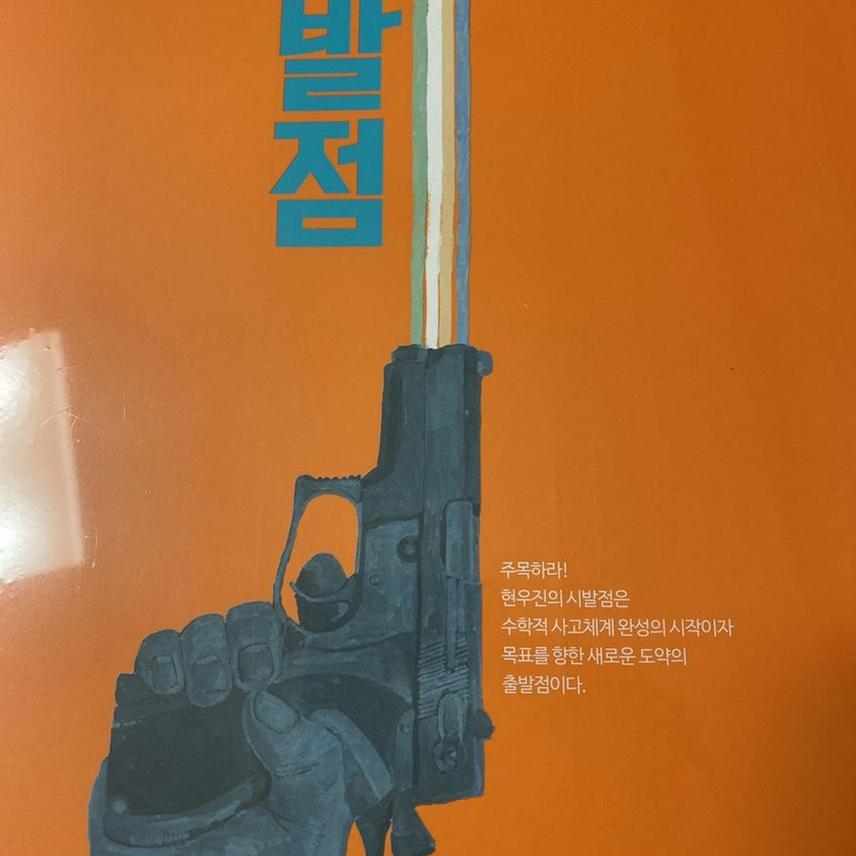 발
점
주목하라!
현우진의 시발점은
수학적 사고체계 완성의 시작이자
목표를 향한 새로운 도약의
출발점이다.